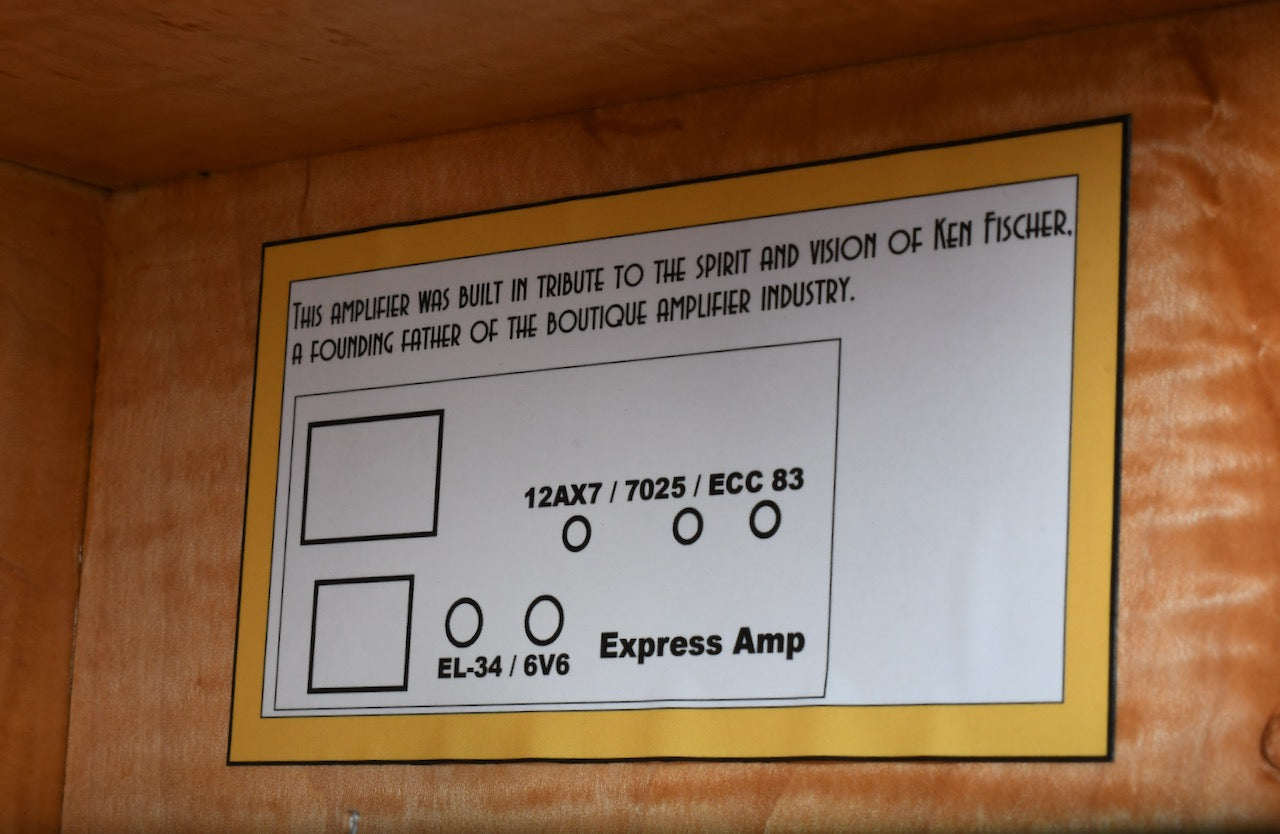 This amplifier was built in tribute to the spirit and vision of Ken Fischer,
a founding father of the boutique amplifier industry.
12AX7 / 7025 / ECC 83
EL-34 / 6V6
Express Amp